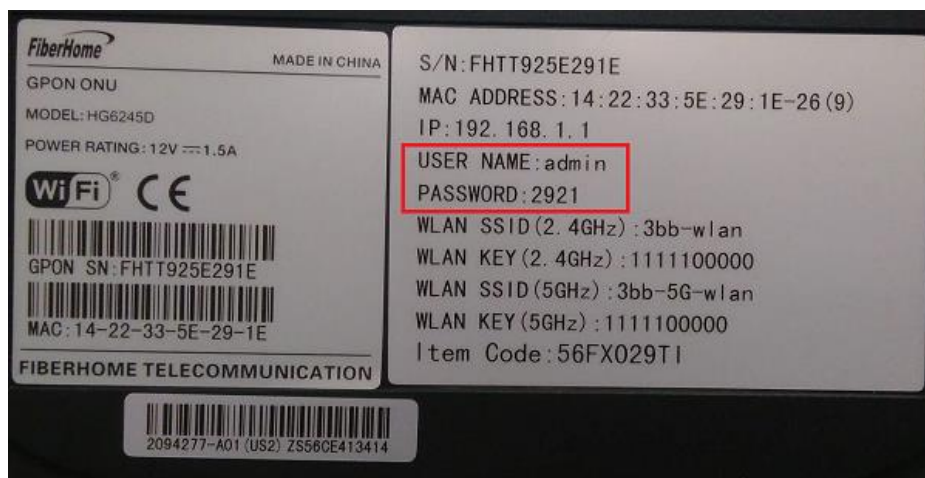 FiberHome
MADE IN CHINA
GPON ONU
MODEL: HG6245D
POWER RATING: 12V ⎓ 1.5A
WiFi® CE
GPON SN:FHTT925E291E
MAC:14-22-33-5E-29-1E
FIBERHOME TELECOMMUNICATION
S/N:FHTT925E291E
MAC ADDRESS:14:22:33:5E:29:1E-26(9)
IP:192.168.1.1
USER NAME:admin
PASSWORD:2921
WLAN SSID(2.4GHz):3bb-wlan
WLAN KEY(2.4GHz):1111100000
WLAN SSID(5GHz):3bb-5G-wlan
WLAN KEY(5GHz):1111100000
Item Code:56FX029TI
2094277-A01(US2) ZS56CE413414